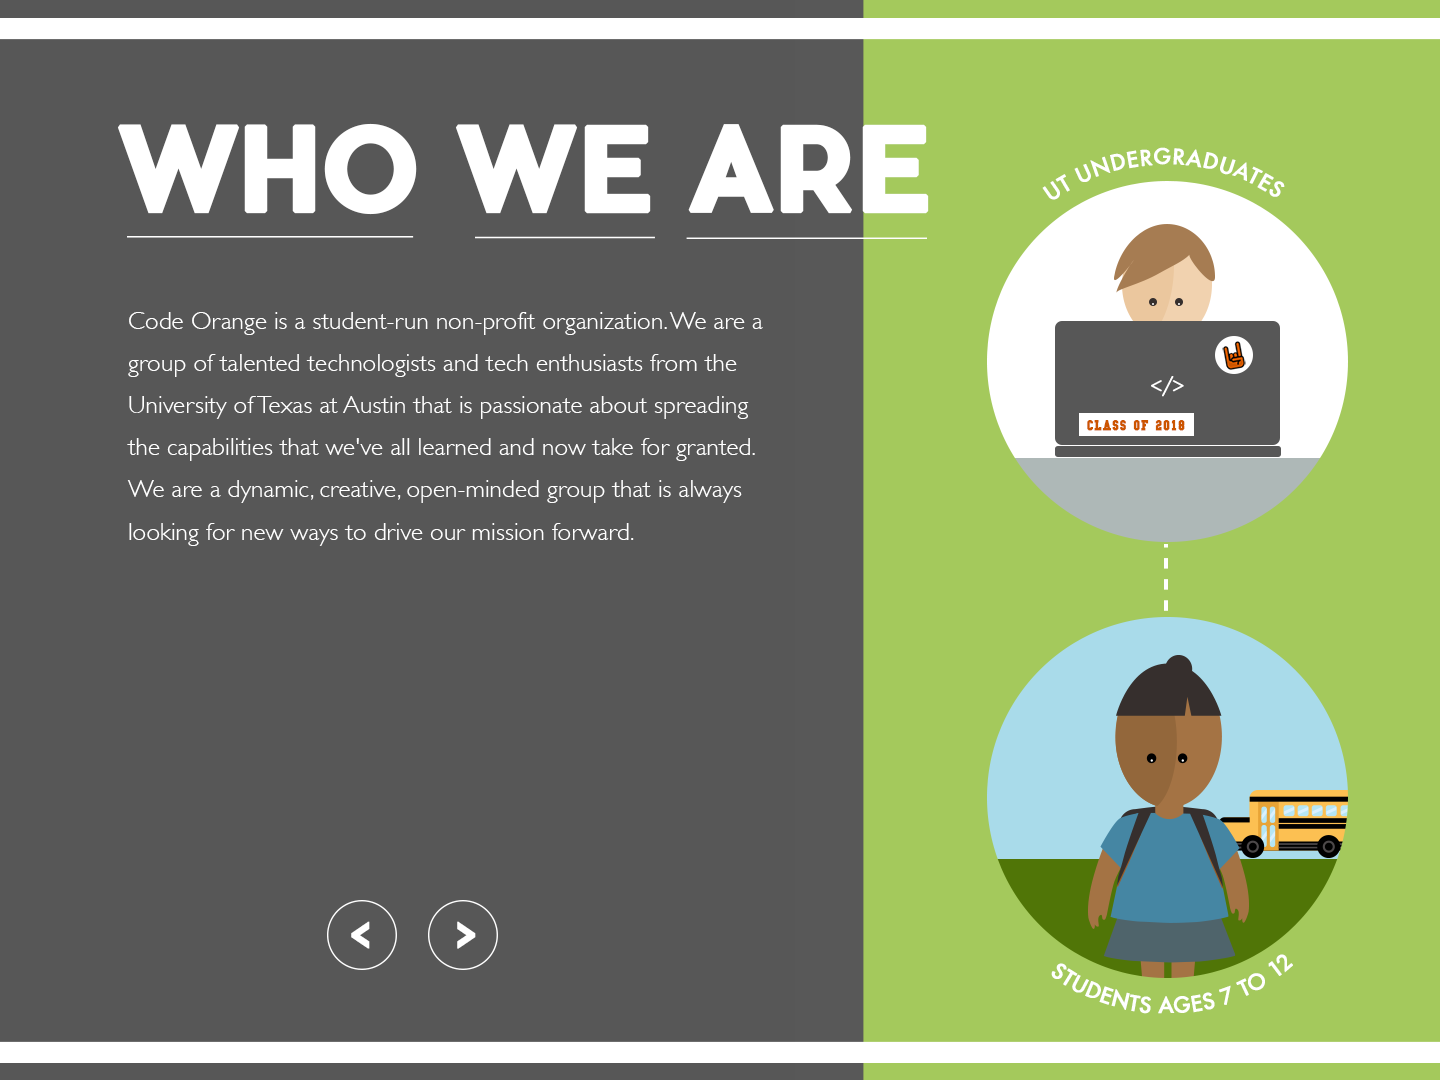 WHO WE ARE
Code Orange is a student-run non-profit organization. We are a
group of talented technologists and tech enthusiasts from the
University of Texas at Austin that is passionate about spreading
the capabilities that we've all learned and now take for granted.
We are a dynamic, creative, open-minded group that is always
looking for new ways to drive our mission forward.
< >
UT UNDERGRADUATES
</>
CLASS OF 2018
STUDENTS AGES 7 TO 12